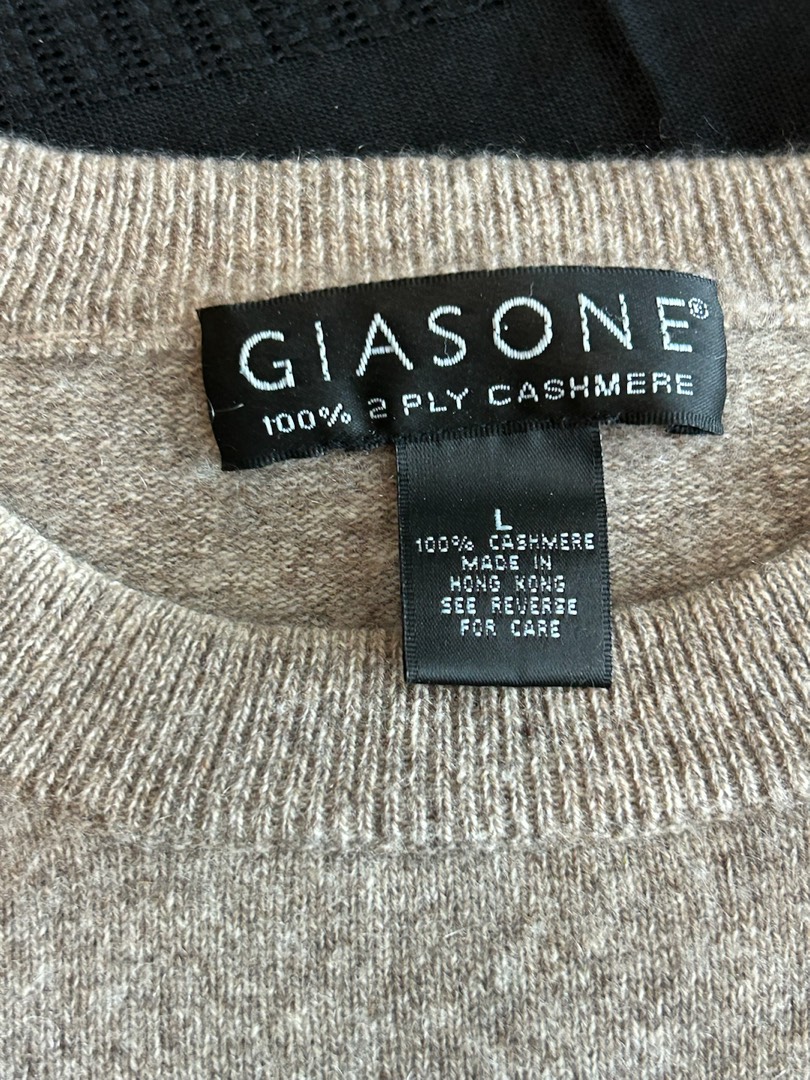 GIASONE®
100% 2 PLY CASHMERE
L
100% CASHMERE
MADE IN
HONG KONG
SEE REVERSE
FOR CARE